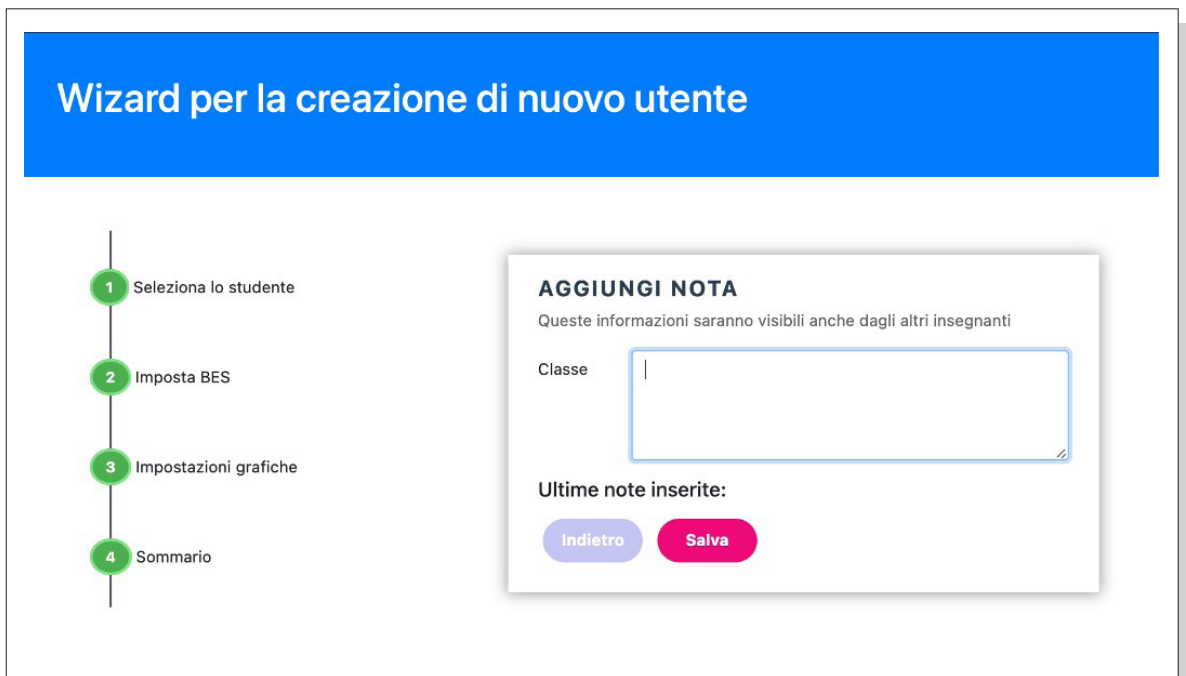 Wizard per la creazione di nuovo utente
1 Seleziona lo studente
2 Imposta BES
3 Impostazioni grafiche
4 Sommario
AGGIUNGI NOTA
Queste informazioni saranno visibili anche dagli altri insegnanti
Classe
Ultime note inserite:
Indietro Salva